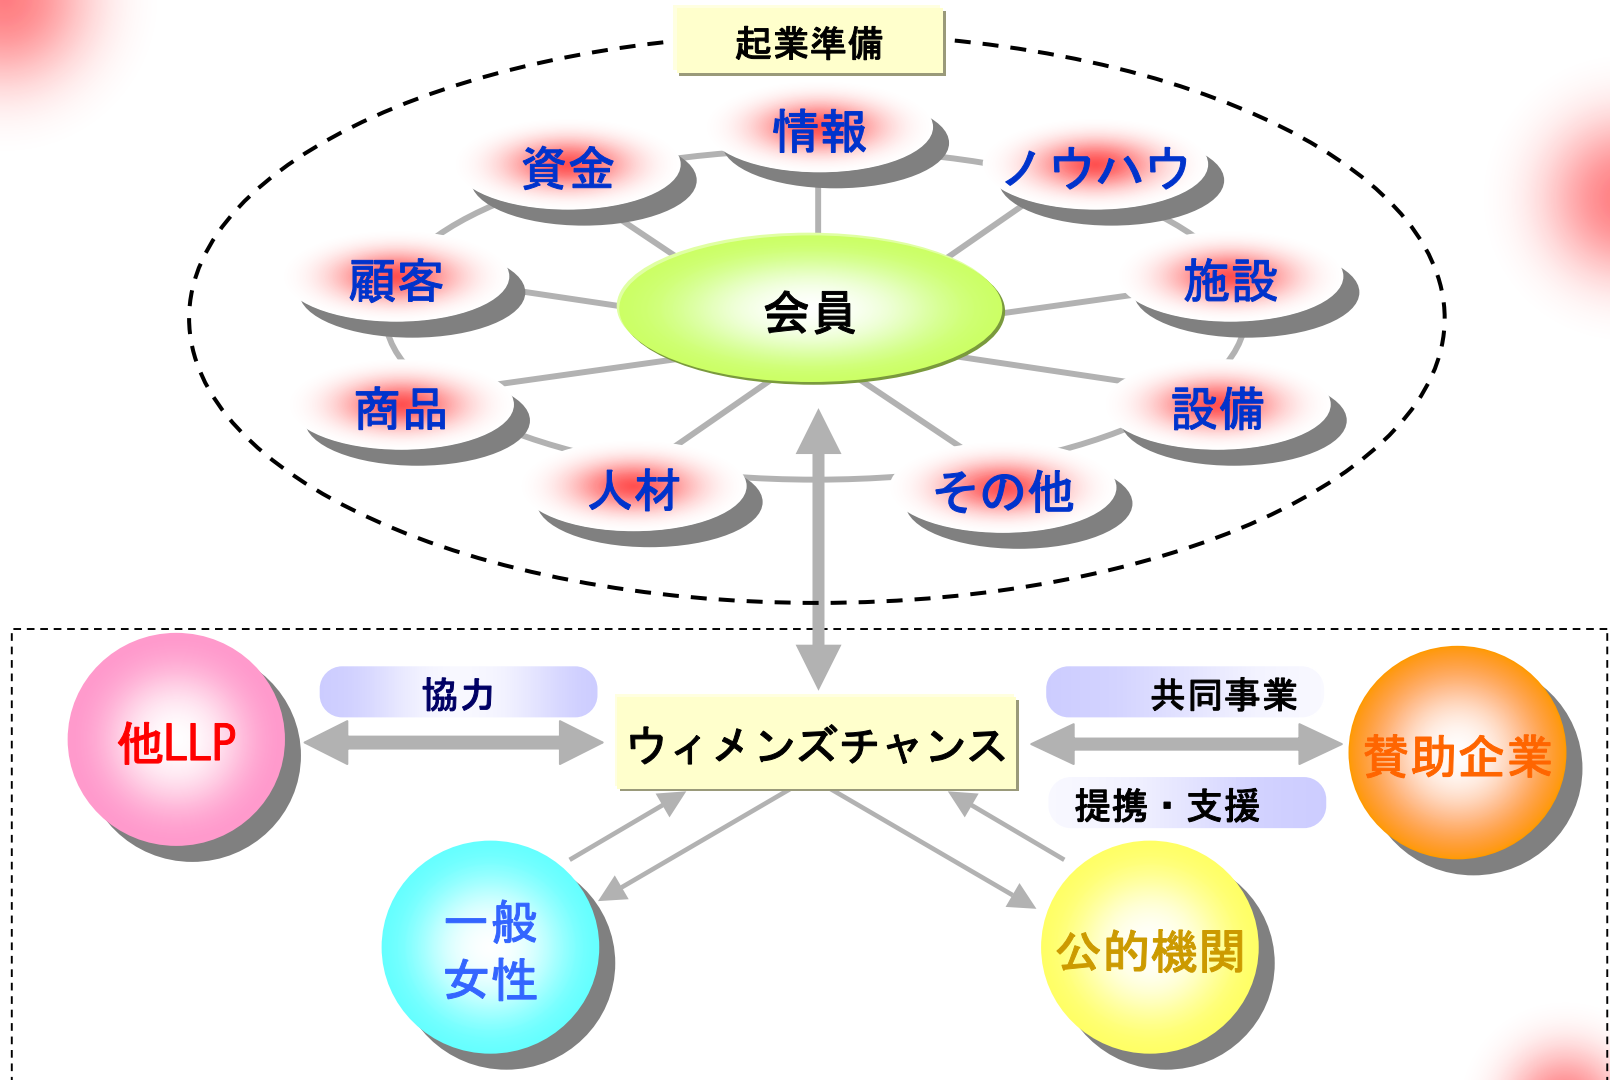 起業準備
情報
資金
ノウハウ
顧客
会員
施設
商品
設備
人材
その他
他LLP
協力
ウィメンズチャンス
共同事業
提携・支援
賛助企業
一般
女性
公的機関